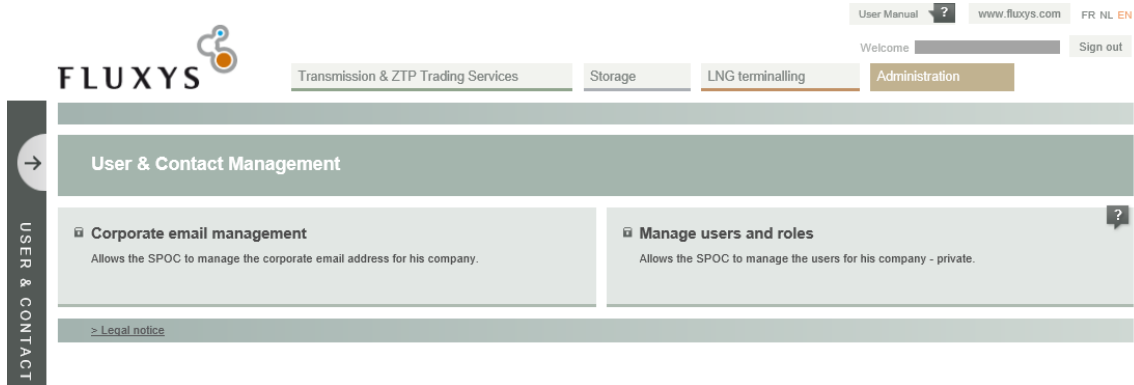 User Manual ? www.fluxys.com FR NL EN
Welcome Sign out
FLUXYS
Transmission & ZTP Trading Services Storage LNG terminalling Administration
User & Contact Management
USER & CONTACT
Corporate email management
Allows the SPOC to manage the corporate email address for his company.
?
Manage users and roles
Allows the SPOC to manage the users for his company - private.
> Legal notice